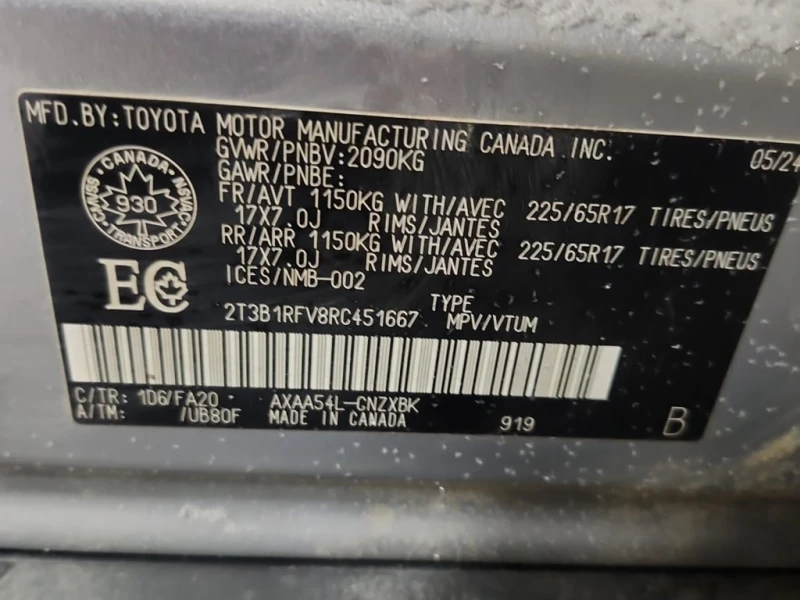 MFD.BY:TOYOTA MOTOR MANUFACTURING CANADA INC. 05/24
GVWR/PNBV:2090KG
GAWR/PNBE:
FR/AVT 1150KG WITH/AVEC 225/65R17 TIRES/PNEUS
17X7.0J RIMS/JANTES
RR/ARR 1150KG WITH/AVEC 225/65R17 TIRES/PNEUS
17X7.0J RIMS/JANTES
ICES/NMB-002
CANADA
CMVSS 930 NSVAC
TRANSPORT
EC
TYPE
2T3B1RFV8RC451667 MPV/VTUM
C/TR: 1D6/FA20 AXAA54L-CNZXBK
A/TM: /UB80F MADE IN CANADA 919 B